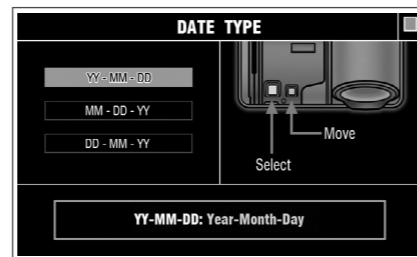 DATE TYPE
YY - MM - DD
MM - DD - YY
DD - MM - YY
Move
Select
YY-MM-DD: Year-Month-Day